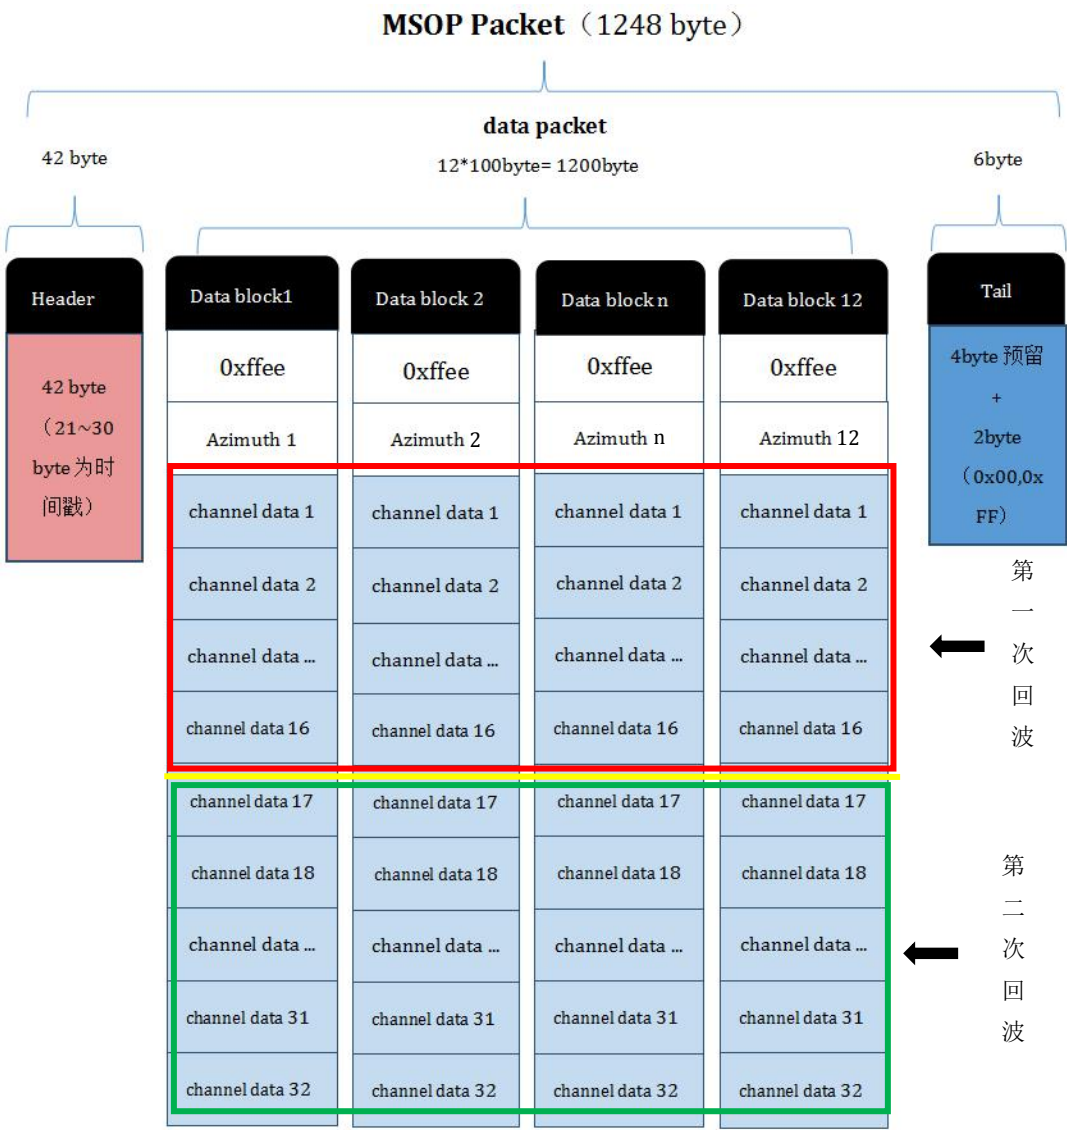 MSOP Packet（1248 byte）
data packet
42 byte
12*100byte= 1200byte
6byte
Header
42 byte
（21~30
byte 为时
间戳）
Data block1
0xffee
Azimuth 1
channel data 1
channel data 2
channel data ...
channel data 16
channel data 17
channel data 18
channel data ...
channel data 31
channel data 32
Data block 2
0xffee
Azimuth 2
channel data 1
channel data 2
channel data ...
channel data 16
channel data 17
channel data 18
channel data ...
channel data 31
channel data 32
Data block n
0xffee
Azimuth n
channel data 1
channel data 2
channel data ...
channel data 16
channel data 17
channel data 18
channel data ...
channel data 31
channel data 32
Data block 12
0xffee
Azimuth 12
channel data 1
channel data 2
channel data ...
channel data 16
channel data 17
channel data 18
channel data ...
channel data 31
channel data 32
Tail
4byte 预留
+
2byte
（0x00,0x
FF）
第一次回波
第二次回波